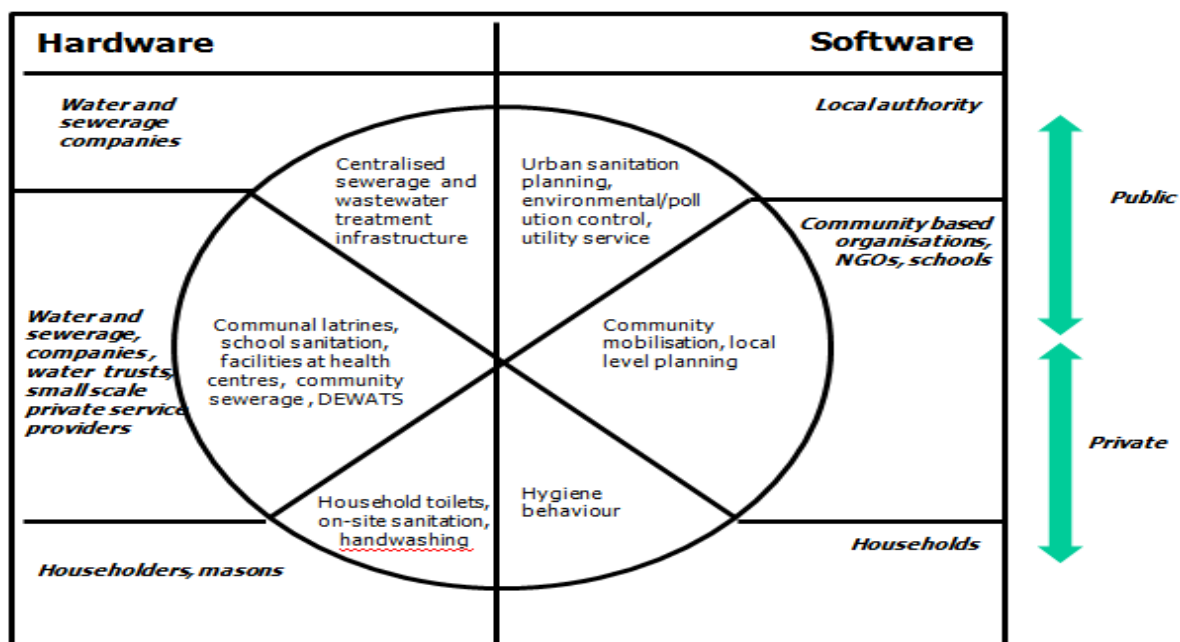 Hardware
Software
Water and
sewerage
companies
Local authority
Centralised
sewerage and
wastewater
treatment
infrastructure
Urban sanitation
planning,
environmental/poll
ution control,
utility service
Public
Community based
organisations,
NGOs, schools
Water and
sewerage,
companies,
water trusts,
small scale
private service
providers
Communal latrines,
school sanitation,
facilities at health
centres, community
sewerage, DEWATS
Community
mobilisation, local
level planning
Private
Household toilets,
on-site sanitation,
handwashing
Hygiene
behaviour
Households
Householders, masons